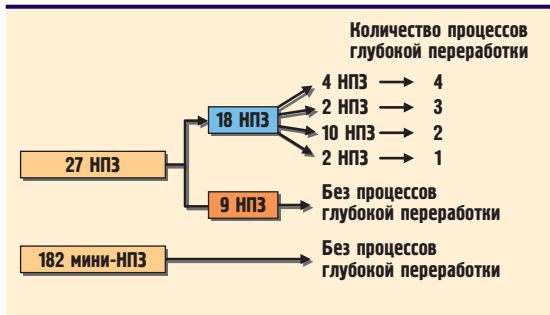 Количество процессов
глубокой переработки
4 НПЗ 4
2 НПЗ 3
18 НПЗ
10 НПЗ 2
2 НПЗ 1
27 НПЗ
Без процессов
9 НПЗ
глубокой переработки
Без процессов
182 мини-НПЗ
глубокой переработки